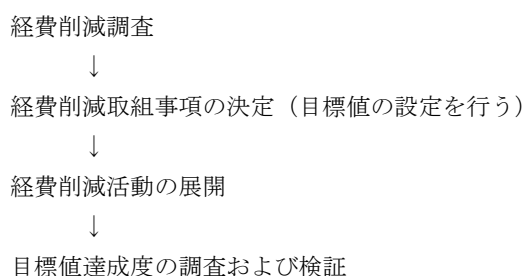 経費削減調査
↓
経費削減取組事項の決定（目標値の設定を行う）
↓
経費削減活動の展開
↓
目標値達成度の調査および検証